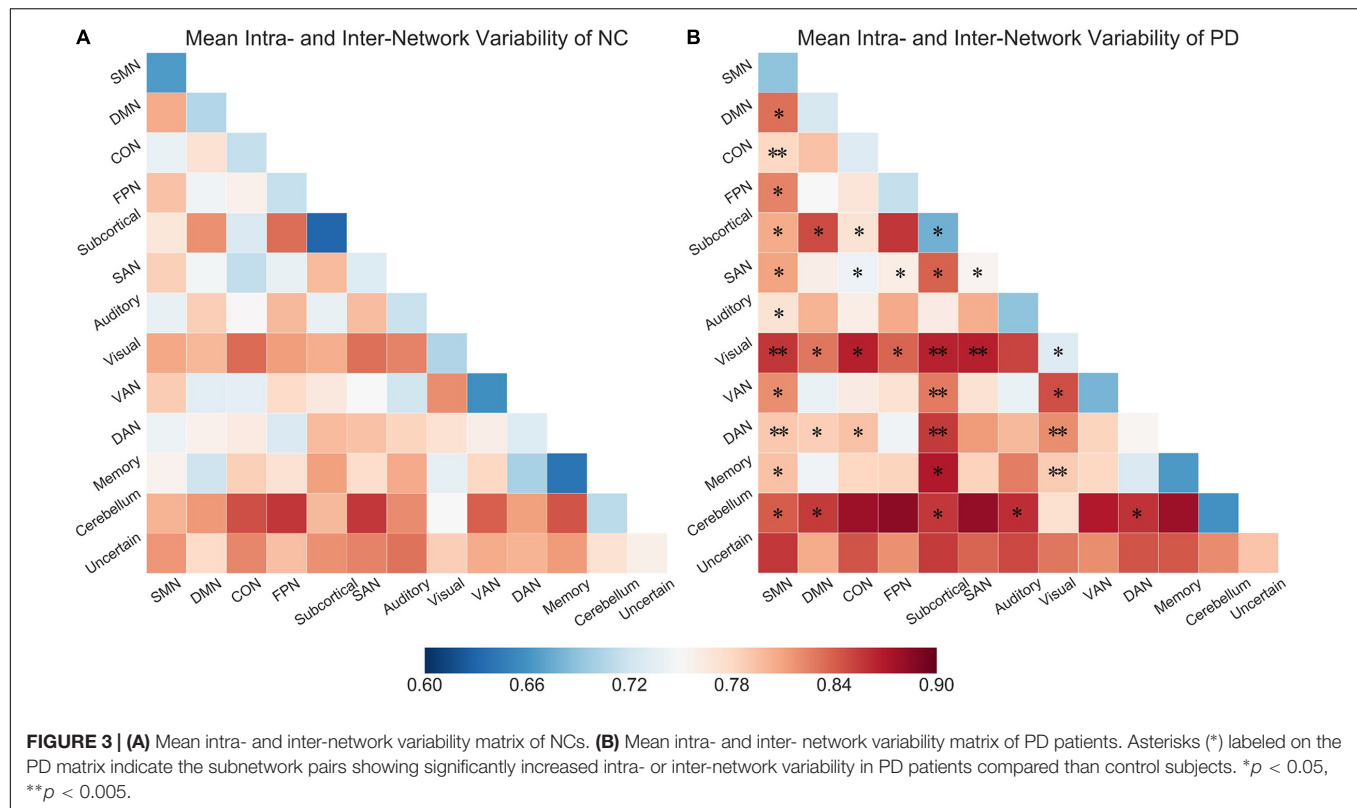 A Mean Intra- and Inter-Network Variability of NC
B Mean Intra- and Inter-Network Variability of PD
SMN
DMN
CON
FPN
Subcortical
SAN
Auditory
Visual
VAN
DAN
Memory
Cerebellum
Uncertain
SMN DMN CON FPN Subcortical SAN Auditory Visual VAN DAN Memory Cerebellum Uncertain
SMN
DMN *
CON **
FPN *
Subcortical * * * *
SAN * * * * *
Auditory *
Visual ** * * * ** ** *
VAN * ** *
DAN ** * * ** **
Memory * * **
Cerebellum * * * * *
Uncertain
SMN DMN CON FPN Subcortical SAN Auditory Visual VAN DAN Memory Cerebellum Uncertain
0.60 0.66 0.72 0.78 0.84 0.90
FIGURE 3 | (A) Mean intra- and inter-network variability matrix of NCs. (B) Mean intra- and inter- network variability matrix of PD patients. Asterisks (*) labeled on the
PD matrix indicate the subnetwork pairs showing significantly increased intra- or inter-network variability in PD patients compared than control subjects. *p < 0.05,
**p < 0.005.